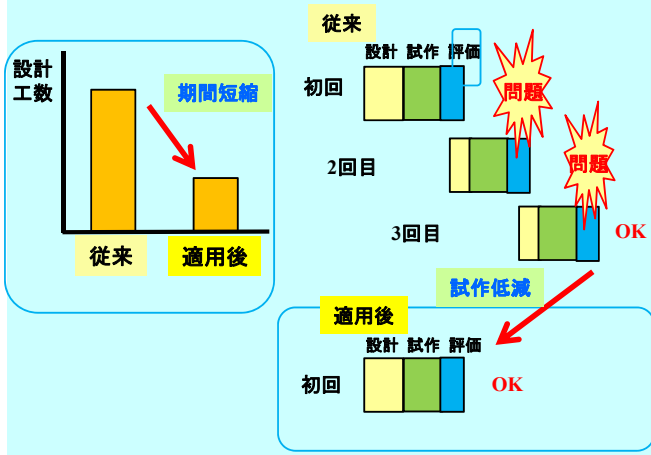 設計
工数
期間短縮
従来
適用後
従来
設計 試作 評価
初回
問題
2回目
問題
3回目
OK
試作低減
適用後
設計 試作 評価
初回
OK